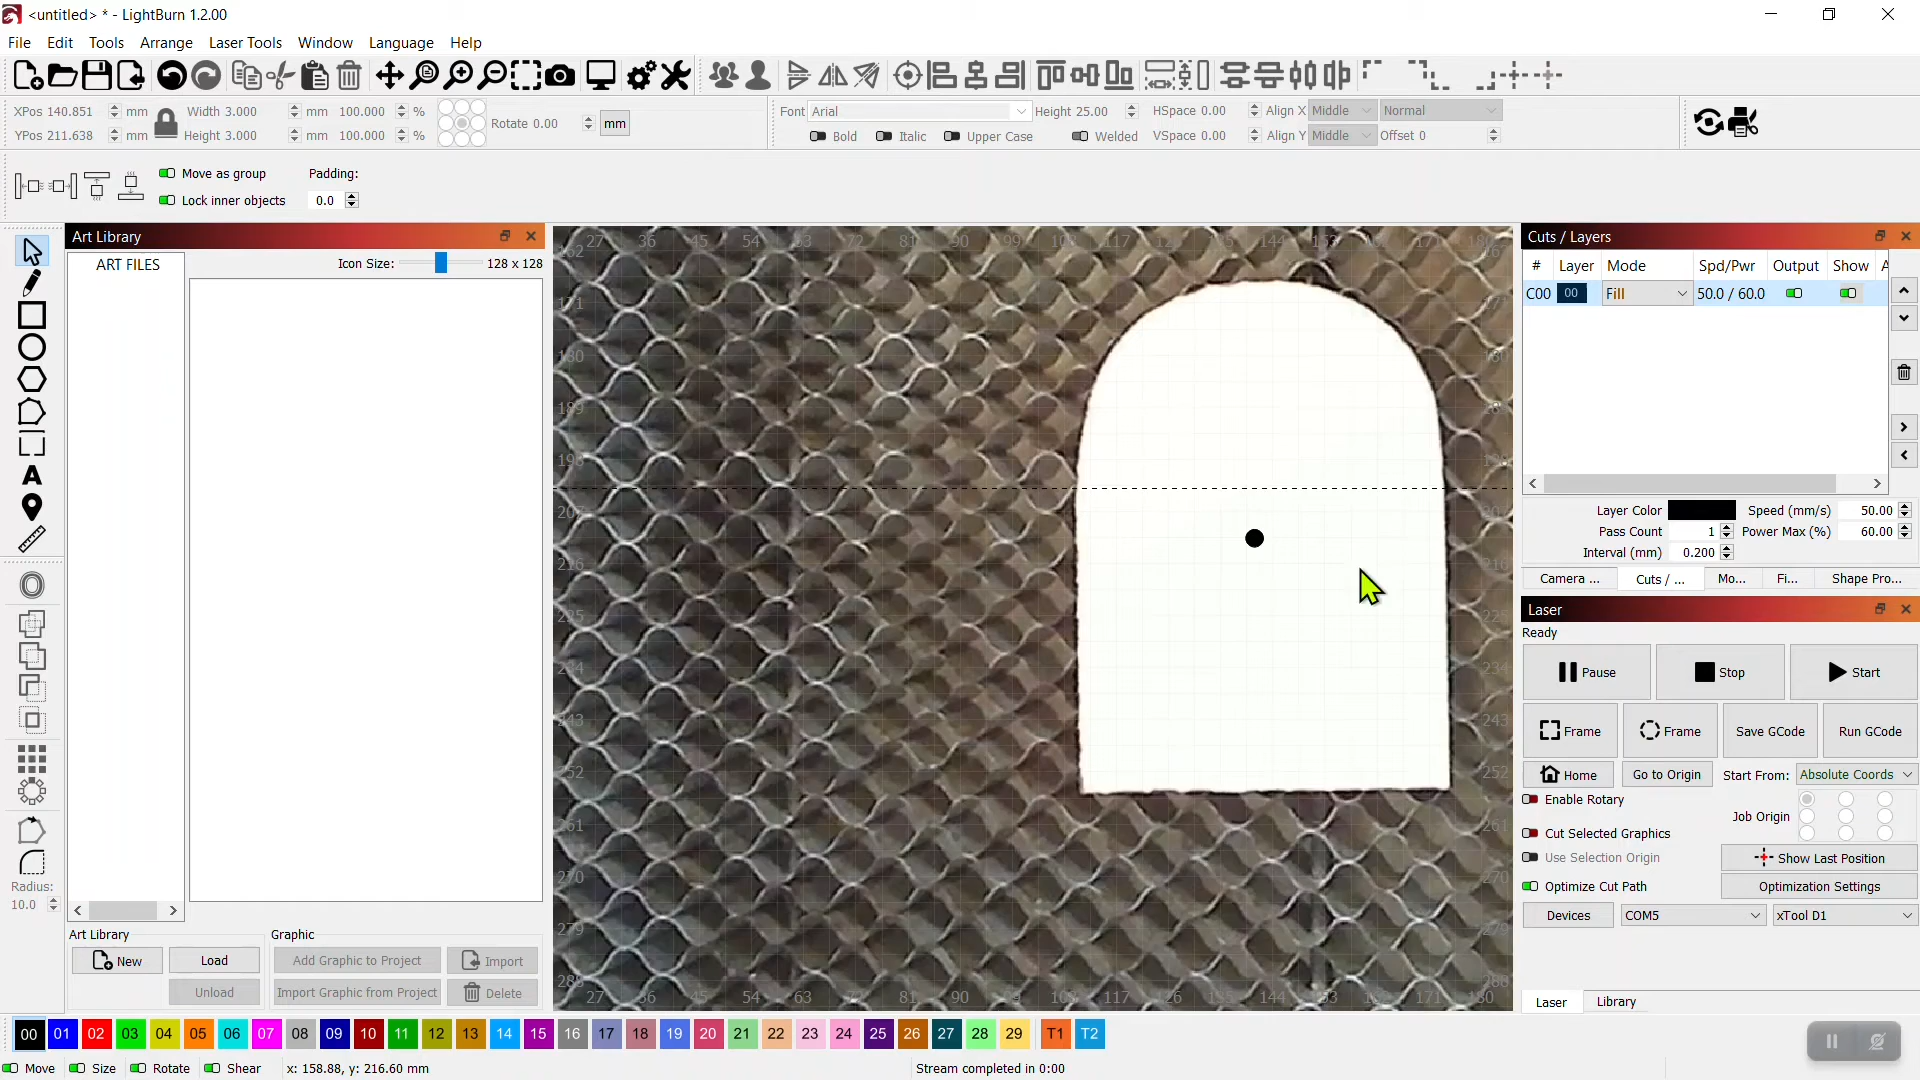 <untitled> * - LightBurn 1.2.00
File Edit Tools Arrange Laser Tools Window Language Help
XPos 140.851 mm Width 3.000 mm 100.000 %
YPos 211.638 mm Height 3.000 mm 100.000 %
Rotate 0.00 mm
Font Arial Height 25.00 HSpace 0.00 Align X Middle Normal
Bold Italic Upper Case Welded VSpace 0.00 Align Y Middle Offset 0
Move as group Padding:
Lock inner objects 0.0
Art Library
ART FILES Icon Size: 128 x 128
Cuts / Layers
# Layer Mode Spd/Pwr Output Show A
C00 00 Fill 50.0 / 60.0
Layer Color Speed (mm/s) 50.00
Pass Count 1 Power Max (%) 60.00
Interval (mm) 0.200
Camera ... Cuts / ... Mo... Fi... Shape Pro...
Laser
Ready
Pause Stop Start
Frame Frame Save GCode Run GCode
Home Go to Origin Start From: Absolute Coords
Enable Rotary
Job Origin
Cut Selected Graphics
Use Selection Origin Show Last Position
Optimize Cut Path Optimization Settings
Devices COM5 xTool D1
Laser Library
Radius:
10.0
Art Library Graphic
New Load Add Graphic to Project Import
Unload Import Graphic from Project Delete
00 01 02 03 04 05 06 07 08 09 10 11 12 13 14 15 16 17 18 19 20 21 22 23 24 25 26 27 28 29 T1 T2
Move Size Rotate Shear x: 158.88, y: 216.60 mm Stream completed in 0:00